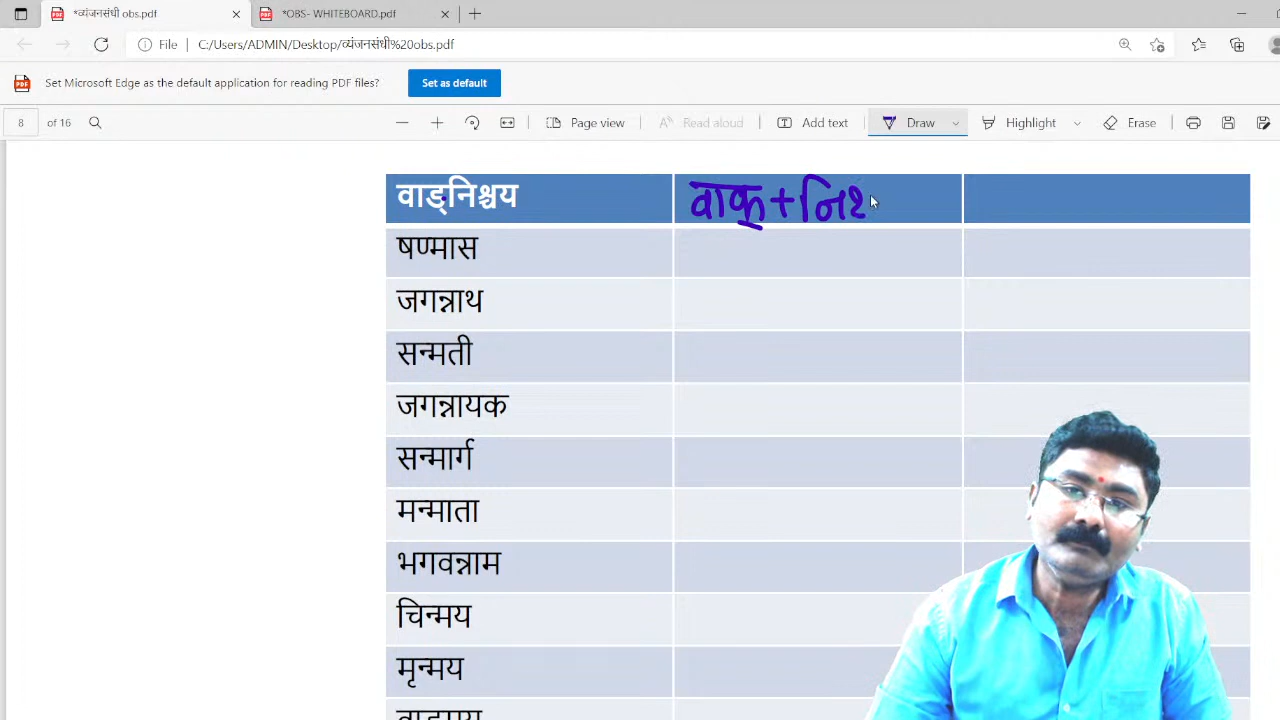 *व्यंजनसंधी obs.pdf
*OBS- WHITEBOARD.pdf
File C:/Users/ADMIN/Desktop/व्यंजनसंधी%20obs.pdf
Set Microsoft Edge as the default application for reading PDF files? Set as default
8 of 16 Page view Read aloud Add text Draw Highlight Erase
वाङ्निश्चय वाक् + निश
षण्मास
जगन्नाथ
सन्मती
जगन्नायक
सन्मार्ग
मन्माता
भगवन्नाम
चिन्मय
मृन्मय
वाङ्मय